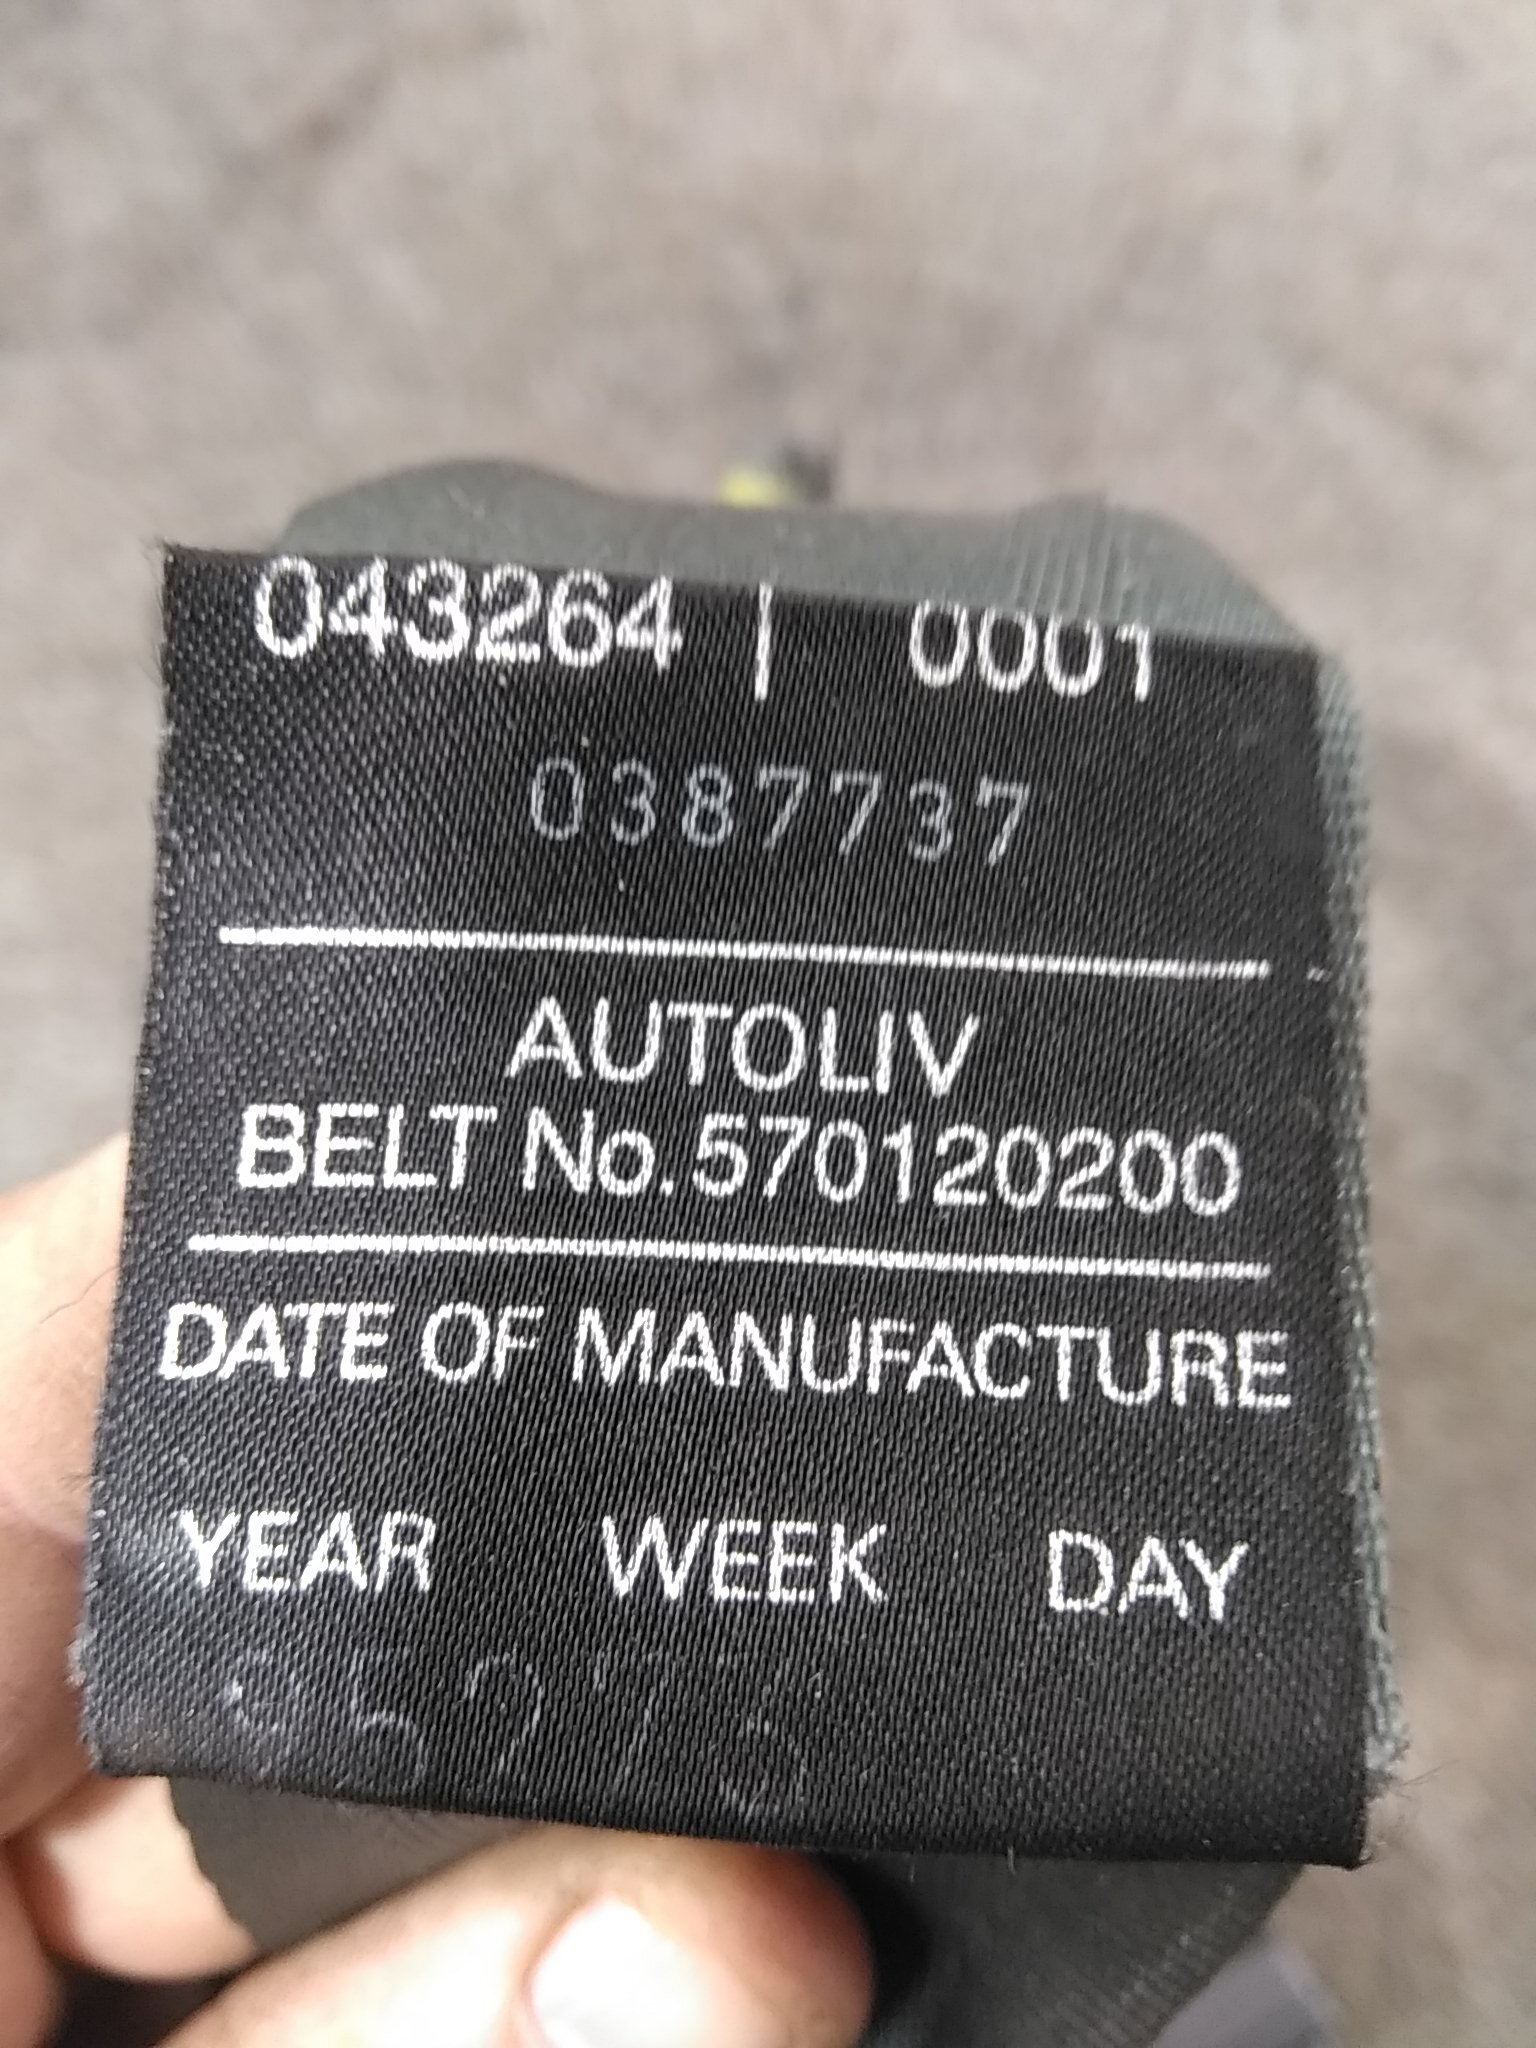 043264 | 0001
0387737
AUTOLIV
BELT No.570120200
DATE OF MANUFACTURE
YEAR WEEK DAY